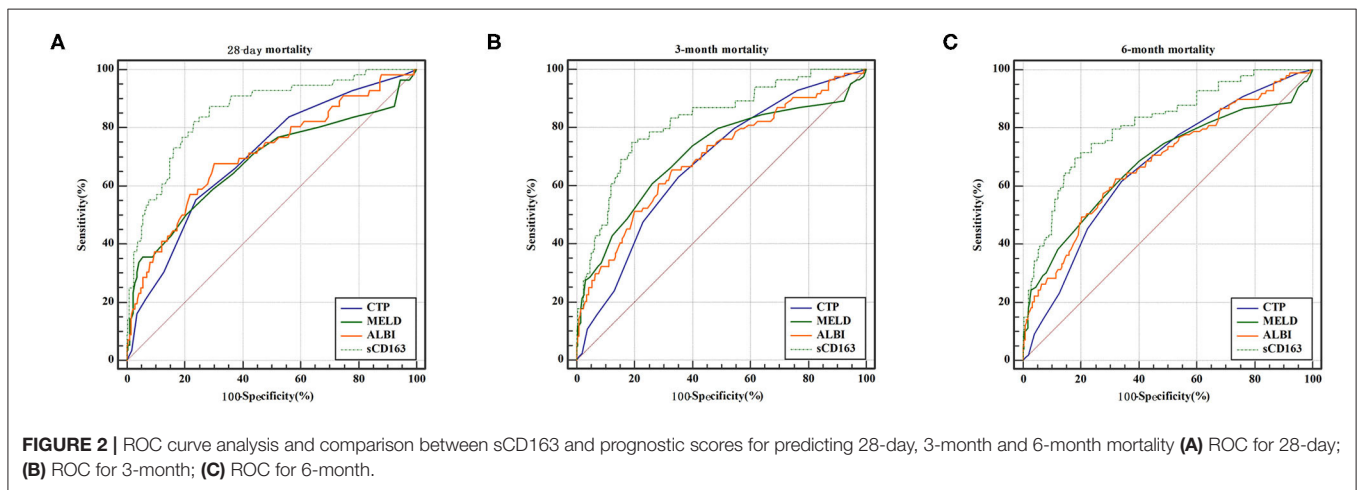 A
28-day mortality
Sensitivity(%)
100
80
60
40
20
0
0 20 40 60 80 100
100-Specificity(%)
CTP
MELD
ALBI
sCD163
B
3-month mortality
Sensitivity(%)
100
80
60
40
20
0
0 20 40 60 80 100
100-Specificity(%)
CTP
MELD
ALBI
sCD163
C
6-month mortality
Sensitivity(%)
100
80
60
40
20
0
0 20 40 60 80 100
100-Specificity(%)
CTP
MELD
ALBI
sCD163
FIGURE 2 | ROC curve analysis and comparison between sCD163 and prognostic scores for predicting 28-day, 3-month and 6-month mortality (A) ROC for 28-day;
(B) ROC for 3-month; (C) ROC for 6-month.